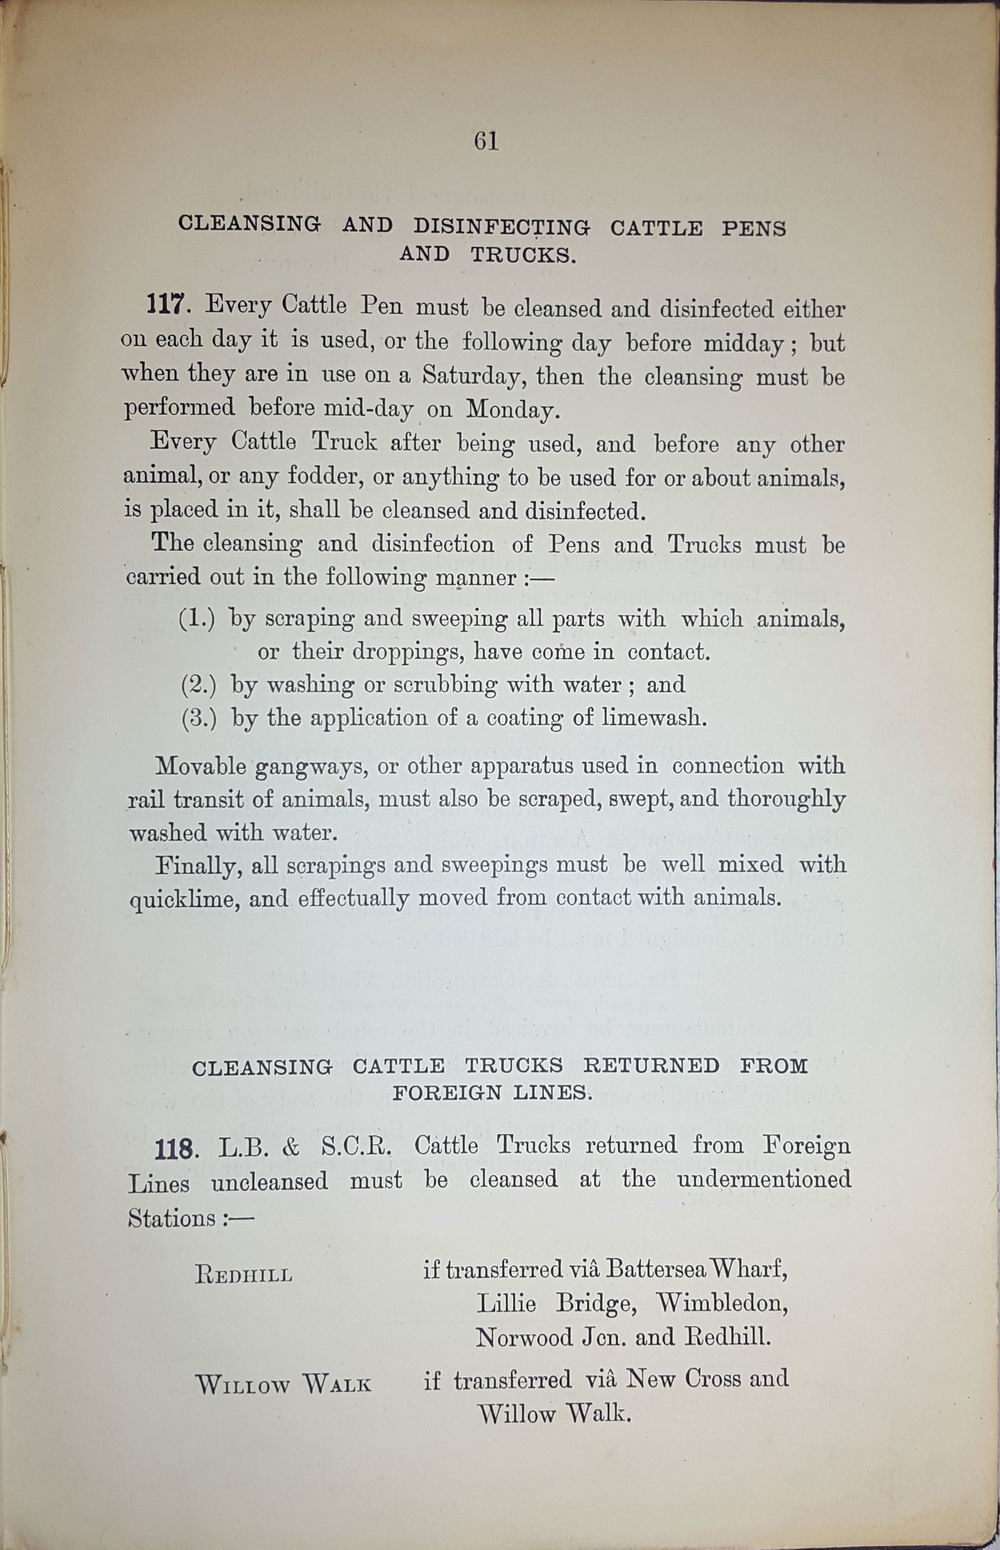 61
CLEANSING AND DISINFECTING CATTLE PENS
AND TRUCKS.
117. Every Cattle Pen must be cleansed and disinfected either
on each day it is used, or the following day before midday; but
when they are in use on a Saturday, then the cleansing must be
performed before mid-day on Monday.
Every Cattle Truck after being used, and before any other
animal, or any fodder, or anything to be used for or about animals,
is placed in it, shall be cleansed and disinfected.
The cleansing and disinfection of Pens and Trucks must be
carried out in the following manner :—
(1.) by scraping and sweeping all parts with which animals,
or their droppings, have come in contact.
(2.) by washing or scrubbing with water ; and
(3.) by the application of a coating of limewash.
Movable gangways, or other apparatus used in connection with
rail transit of animals, must also be scraped, swept, and thoroughly
washed with water.
Finally, all scrapings and sweepings must be well mixed with
quicklime, and effectually moved from contact with animals.
CLEANSING CATTLE TRUCKS RETURNED FROM
FOREIGN LINES.
118. L.B. & S.C.R. Cattle Trucks returned from Foreign
Lines uncleansed must be cleansed at the undermentioned
Stations :—
REDHILL if transferred viâ Battersea Wharf,
Lillie Bridge, Wimbledon,
Norwood Jcn. and Redhill.
WILLOW WALK if transferred viâ New Cross and
Willow Walk.